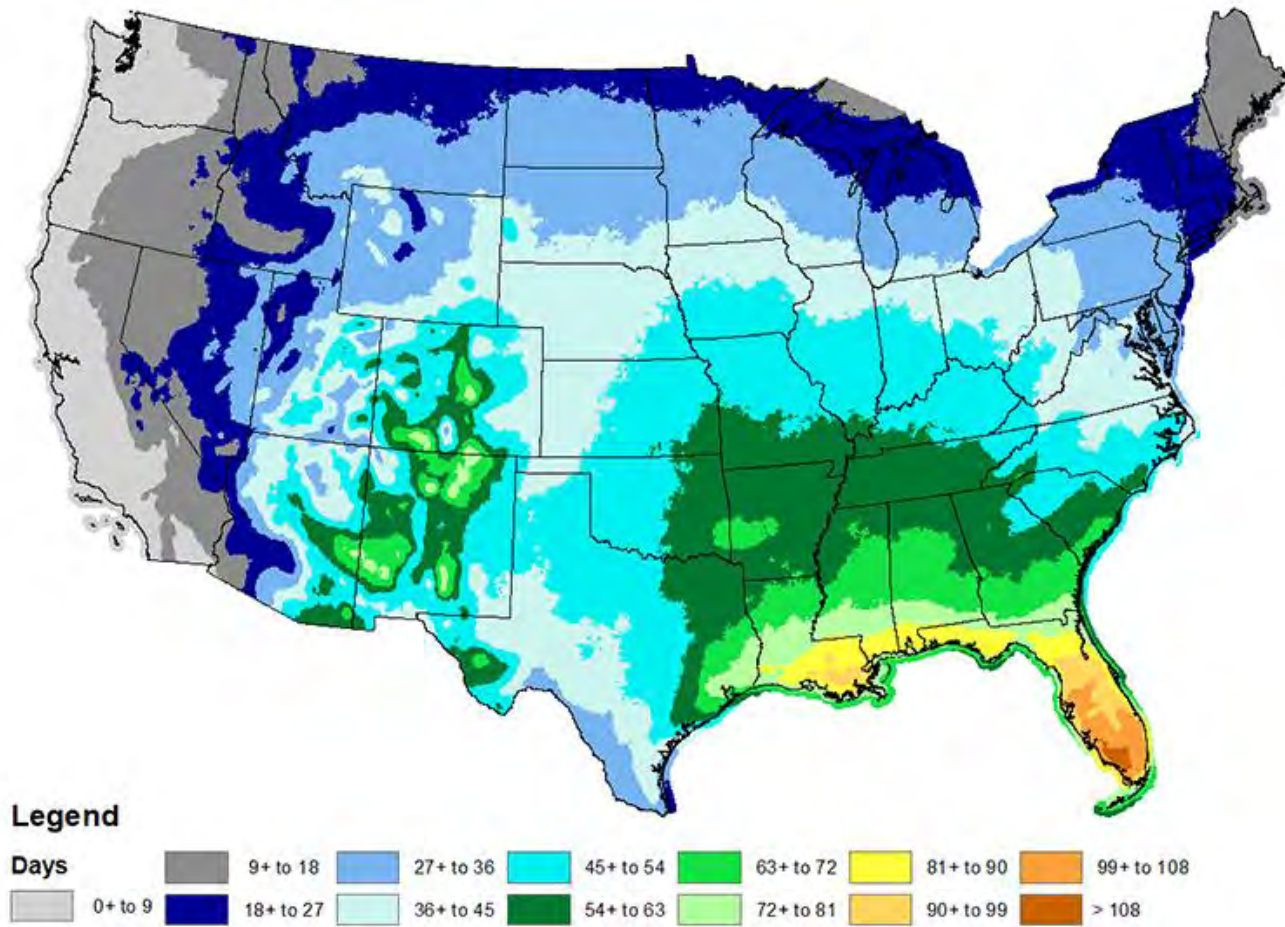 Legend
Days
9+ to 18 27+ to 36 45+ to 54 63+ to 72 81+ to 90 99+ to 108
0+ to 9 18+ to 27 36+ to 45 54+ to 63 72+ to 81 90+ to 99 > 108